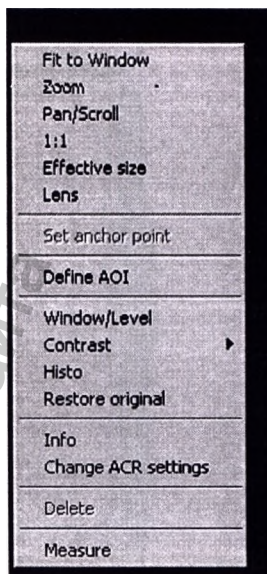 Fit to Window
Zoom
Pan/Scroll
1:1
Effective size
Lens
Set anchor point
Define AOI
Window/Level
Contrast
Histo
Restore original
Info
Change ACR settings
Delete
Measure